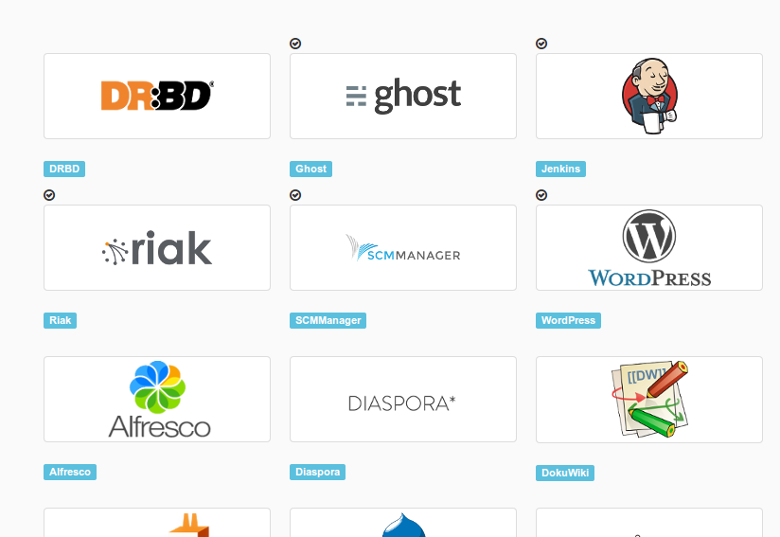 DRBD
ghost
DRBD
Ghost
Jenkins
riak
SCMMANAGER
WORDPRESS
Riak
SCMManager
WordPress
Alfresco
DIASPORA*
[[DW]]
Alfresco
Diaspora
DokuWiki